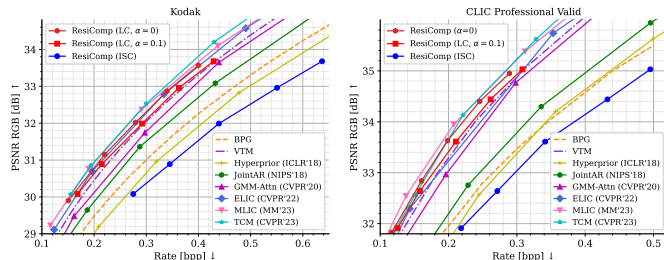 Kodak
ResiComp (LC, α = 0)
ResiComp (LC, α = 0.1)
ResiComp (ISC)
BPG
VTM
Hyperprior (ICLR'18)
JointAR (NIPS'18)
GMM-Attn (CVPR'20)
ELIC (CVPR'22)
MLIC (MM'23)
TCM (CVPR'23)
PSNR RGB [dB] ↑
34
33
32
31
30
29
0.1
0.2
0.3
0.4
0.5
0.6
Rate [bpp] ↓
CLIC Professional Valid
ResiComp (α=0)
ResiComp (LC, α=0.1)
ResiComp (ISC)
BPG
VTM
Hyperprior (ICLR'18)
JointAR (NIPS'18)
GMM-Attn (CVPR'20)
ELIC (CVPR'22)
MLIC (MM'23)
TCM (CVPR'23)
PSNR RGB [dB] ↑
35
34
33
32
0.1
0.2
0.3
0.4
0.5
Rate [bpp] ↓